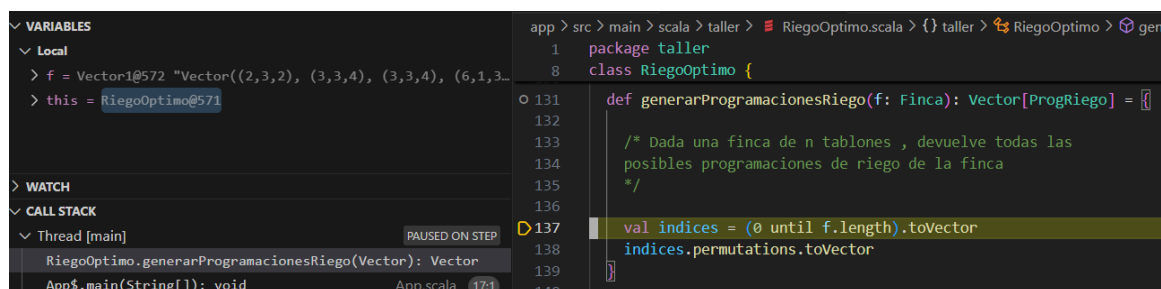 VARIABLES
Local
f = Vector1@572 "Vector((2,3,2), (3,3,4), (3,3,4), (6,1,3…
this = RiegoOptimo@571
WATCH
CALL STACK
Thread [main] PAUSED ON STEP
RiegoOptimo.generarProgramacionesRiego(Vector): Vector
App$.main(String[]): void App.scala 17:1
app > src > main > scala > taller > RiegoOptimo.scala > {} taller > RiegoOptimo > gen
1 package taller
8 class RiegoOptimo {
131 def generarProgramacionesRiego(f: Finca): Vector[ProgRiego] = {
132
133 /* Dada una finca de n tablones , devuelve todas las
134 posibles programaciones de riego de la finca
135 */
136
137 val indices = (0 until f.length).toVector
138 indices.permutations.toVector
139 }